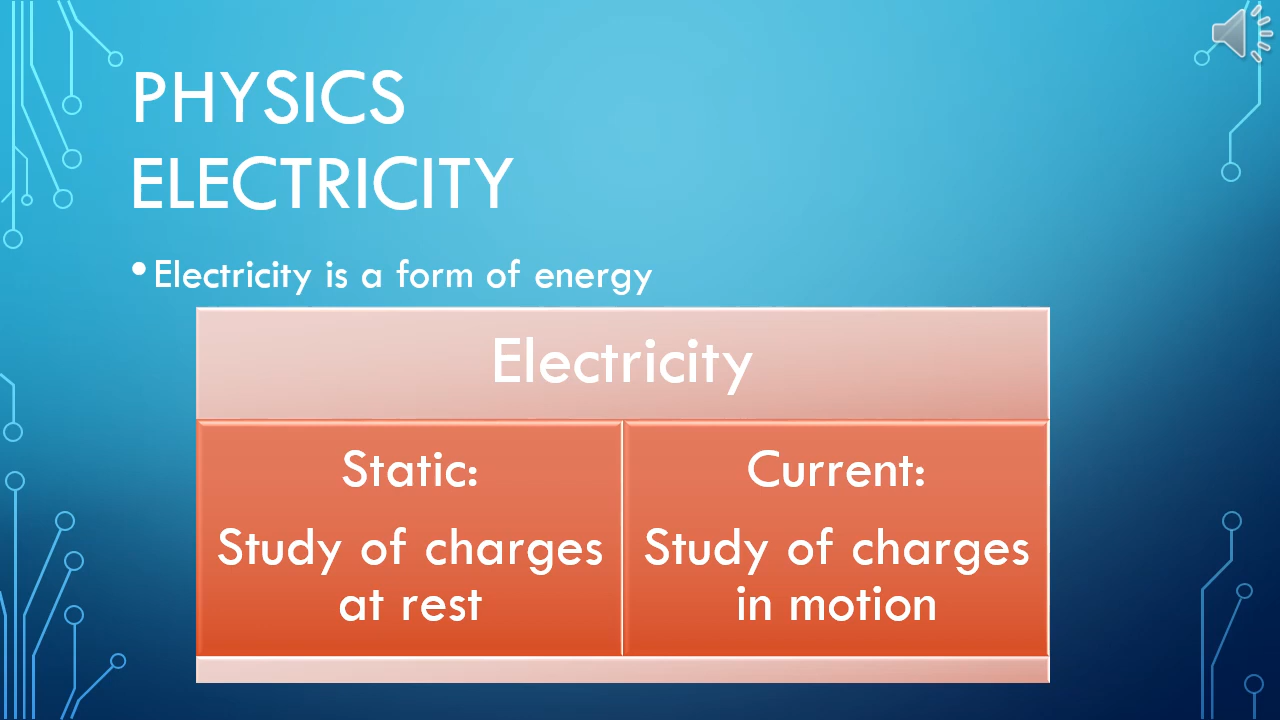 PHYSICS
ELECTRICITY
• Electricity is a form of energy
Electricity
Static:
Study of charges
at rest
Current:
Study of charges
in motion